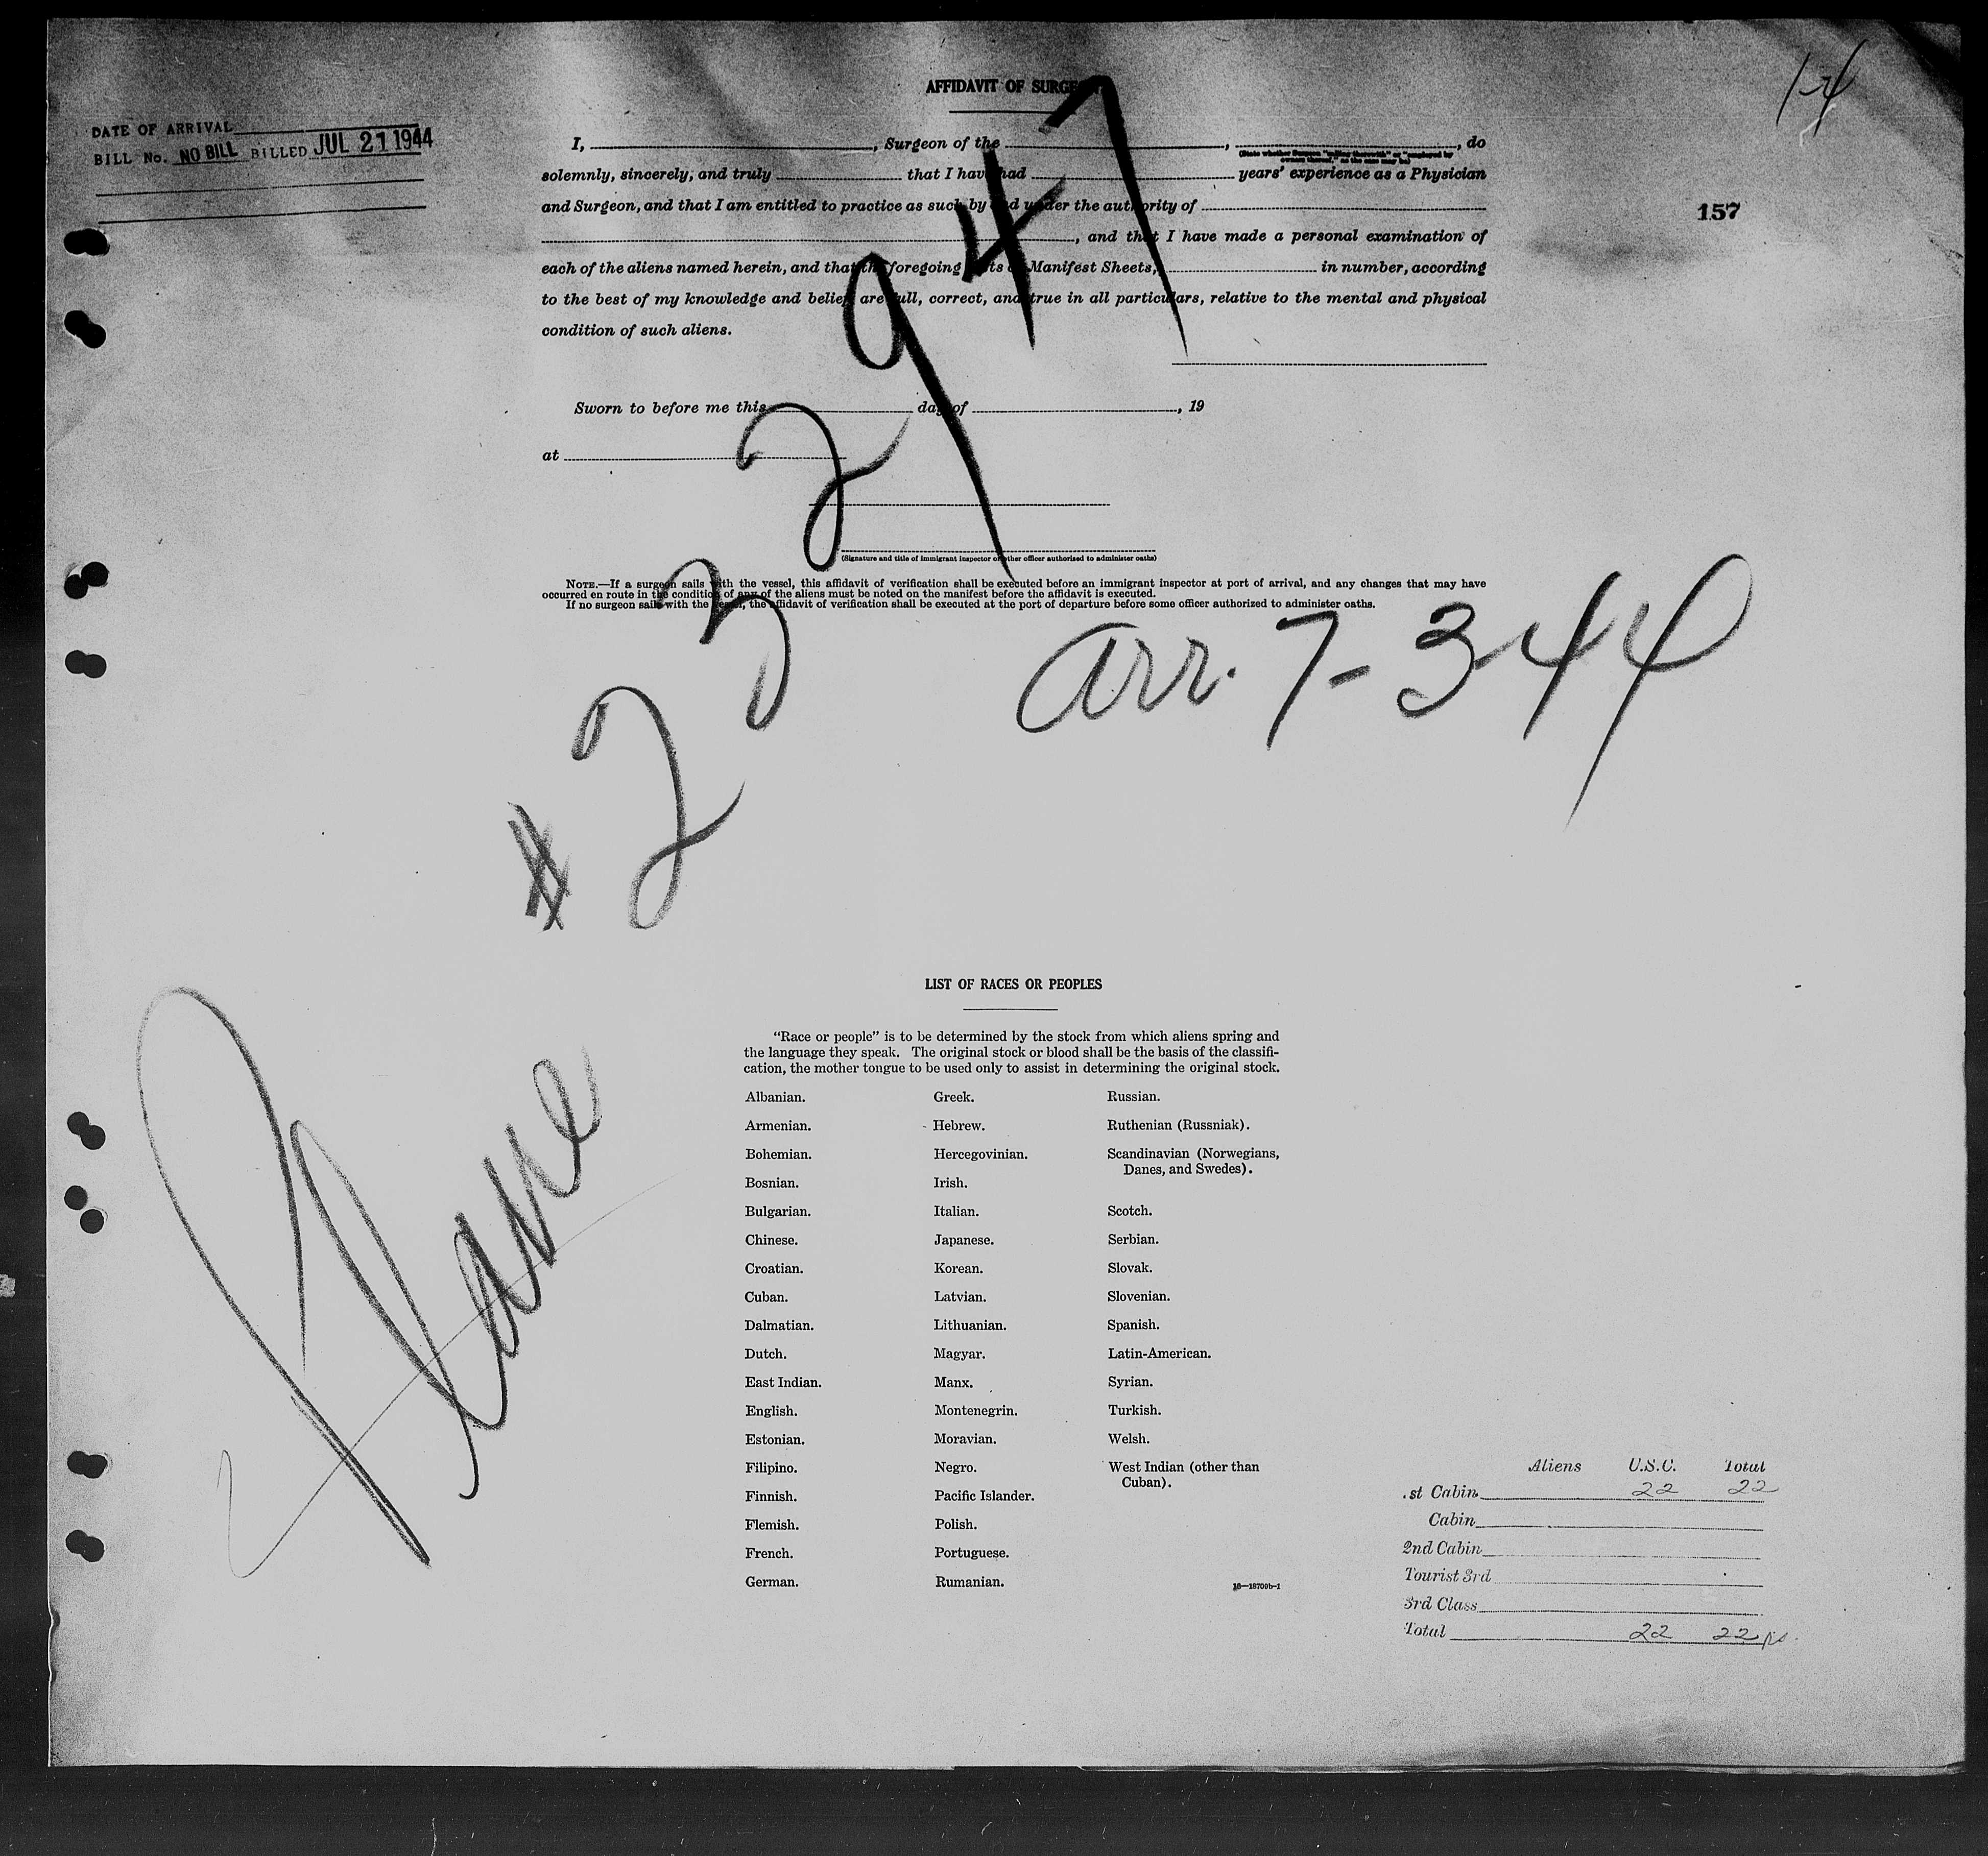 1-4
AFFIDAVIT OF SURGEON
DATE OF ARRIVAL
BILL No. NO BILL BILLED JUL 21 1944
157
I, , Surgeon of the , , do
solemnly, sincerely, and truly that I have had years' experience as a Physician
and Surgeon, and that I am entitled to practice as such by and under the authority of
, and that I have made a personal examination of
each of the aliens named herein, and that the foregoing Manifest Sheets, in number, according
to the best of my knowledge and belief, are full, correct, and true in all particulars, relative to the mental and physical
condition of such aliens.
Sworn to before me this day of , 19
at
(Signature and title of immigrant inspector or other officer authorized to administer oaths)
NOTE.—If a surgeon sails with the vessel, this affidavit of verification shall be executed before an immigrant inspector at port of arrival, and any changes that may have
occurred en route in the condition of any of the aliens must be noted on the manifest before the affidavit is executed.
If no surgeon sails with the vessel, the affidavit of verification shall be executed at the port of departure before some officer authorized to administer oaths.
#232947
arr. 7-3-44
Plane
LIST OF RACES OR PEOPLES
"Race or people" is to be determined by the stock from which aliens spring and
the language they speak. The original stock or blood shall be the basis of the classifi-
cation, the mother tongue to be used only to assist in determining the original stock.
Albanian.
Armenian.
Bohemian.
Bosnian.
Bulgarian.
Chinese.
Croatian.
Cuban.
Dalmatian.
Dutch.
East Indian.
English.
Estonian.
Filipino.
Finnish.
Flemish.
French.
German.
Greek.
Hebrew.
Hercegovinian.
Irish.
Italian.
Japanese.
Korean.
Latvian.
Lithuanian.
Magyar.
Manx.
Montenegrin.
Moravian.
Negro.
Pacific Islander.
Polish.
Portuguese.
Rumanian.
Russian.
Ruthenian (Russniak).
Scandinavian (Norwegians,
Danes, and Swedes).
Scotch.
Serbian.
Slovak.
Slovenian.
Spanish.
Latin-American.
Syrian.
Turkish.
Welsh.
West Indian (other than
Cuban).
16—18700b-1
Aliens U.S.C. Total
1st Cabin 22 22
Cabin
2nd Cabin
Tourist 3rd
3rd Class
Total 22 22